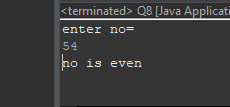 <terminated> Q8 [Java Applicati
enter no=
54
no is even